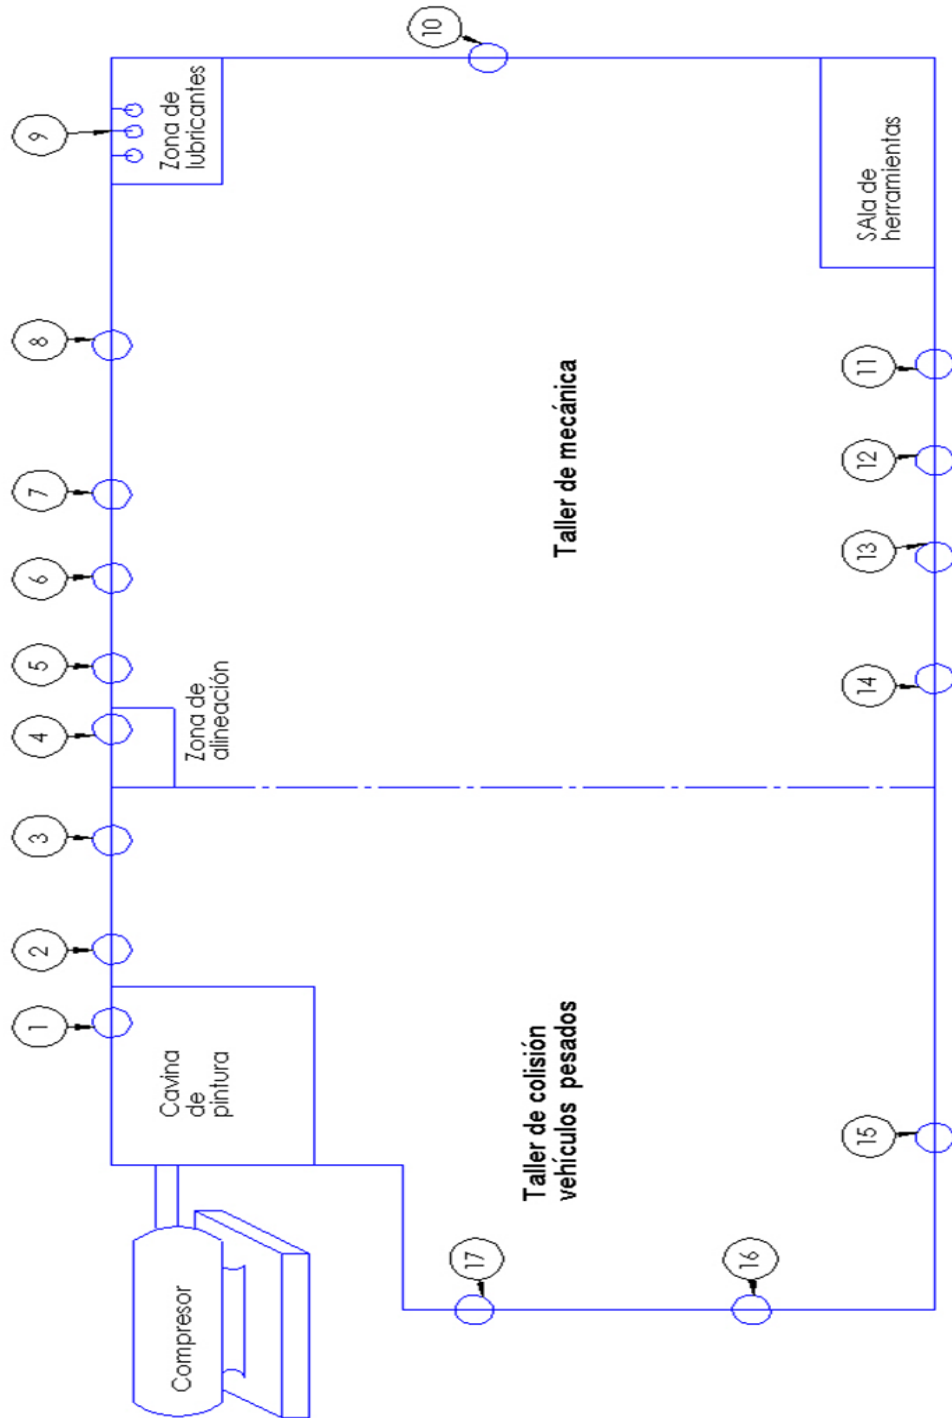 1
2
3
4
5
6
7
8
9
10
Compresor
Cavina
de
pintura
Zona de
alineación
Zona de
lubricantes
Taller de colisión
vehículos pesados
Taller de mecánica
SAla de
herramientas
17
16
15
14
13
12
11